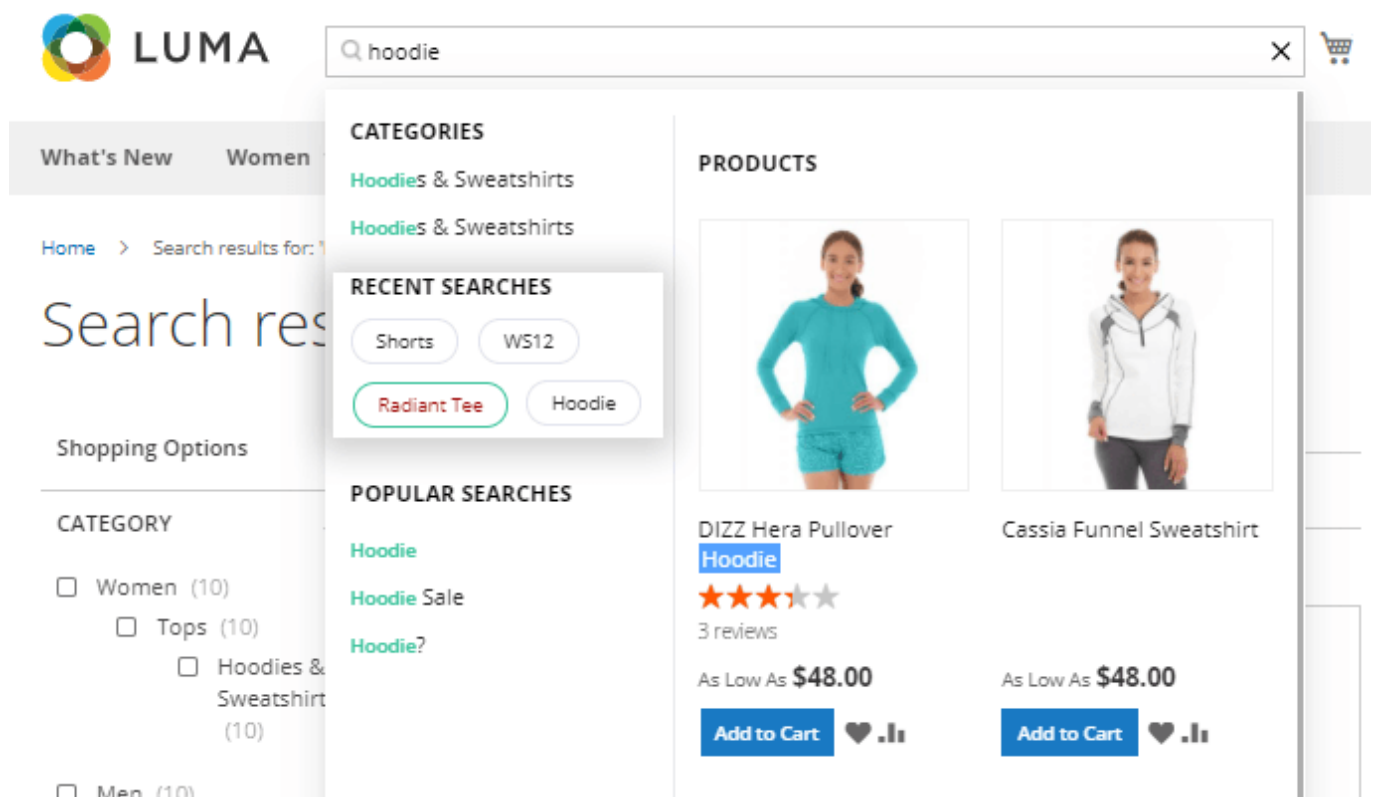 LUMA
hoodie
What's New
Women
Home > Search results for: '
Search res
Shopping Options
CATEGORY
Women (10)
Tops (10)
Hoodies &
Sweatshirt
(10)
Men (10)
CATEGORIES
Hoodies & Sweatshirts
Hoodies & Sweatshirts
RECENT SEARCHES
Shorts
WS12
Radiant Tee
Hoodie
POPULAR SEARCHES
Hoodie
Hoodie Sale
Hoodie?
PRODUCTS
DIZZ Hera Pullover
Hoodie
3 reviews
As Low As $48.00
Add to Cart
Cassia Funnel Sweatshirt
As Low As $48.00
Add to Cart